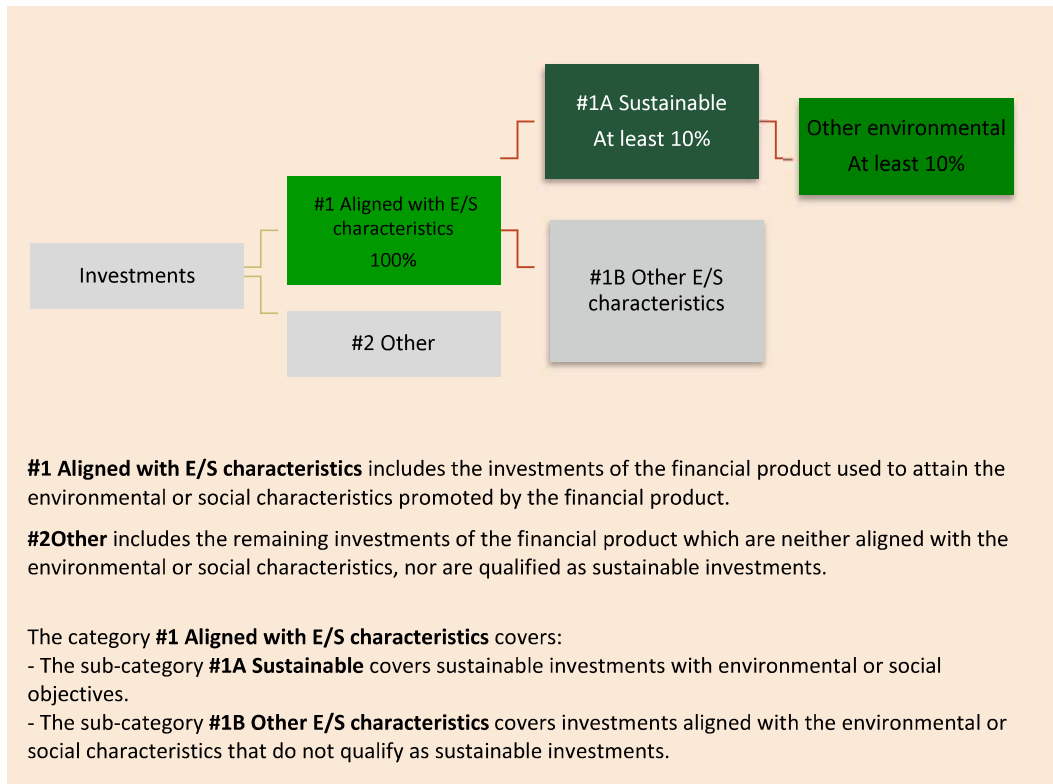 #1A Sustainable
At least 10%
Other environmental
At least 10%
#1 Aligned with E/S
characteristics
100%
Investments
#1B Other E/S
characteristics
#2 Other
#1 Aligned with E/S characteristics includes the investments of the financial product used to attain the
environmental or social characteristics promoted by the financial product.
#2Other includes the remaining investments of the financial product which are neither aligned with the
environmental or social characteristics, nor are qualified as sustainable investments.
The category #1 Aligned with E/S characteristics covers:
- The sub-category #1A Sustainable covers sustainable investments with environmental or social
objectives.
- The sub-category #1B Other E/S characteristics covers investments aligned with the environmental or
social characteristics that do not qualify as sustainable investments.